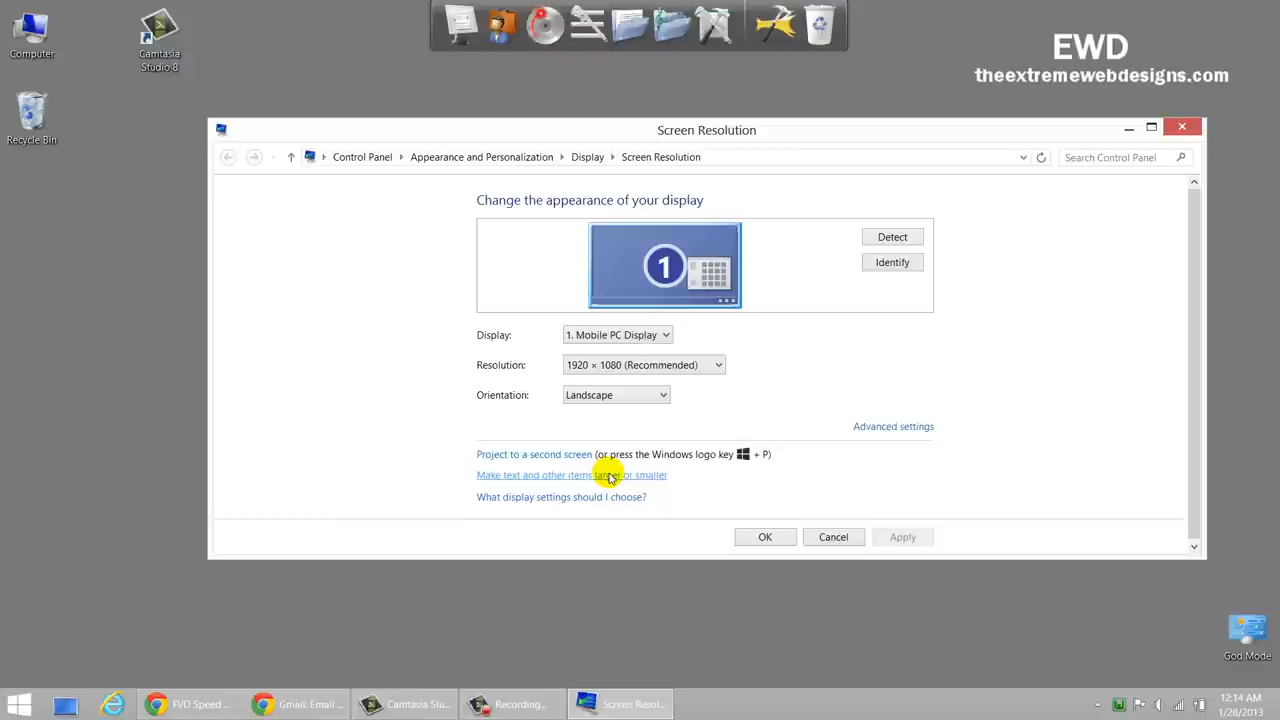 Computer
Camtasia
Studio 8
Recycle Bin
EWD
theextremewebdesigns.com
Screen Resolution
Control Panel
Appearance and Personalization
Display
Screen Resolution
Search Control Panel
Change the appearance of your display
1
Detect
Identify
Display:
1. Mobile PC Display
Resolution:
1920 × 1080 (Recommended)
Orientation:
Landscape
Advanced settings
Project to a second screen (or press the Windows logo key + P)
Make text and other items larger or smaller
What display settings should I choose?
OK
Cancel
Apply
God Mode
FVD Speed ...
Gmail: Email ...
Camtasia Stu...
Recording...
Screen Resol...
12:14 AM
1/28/2013